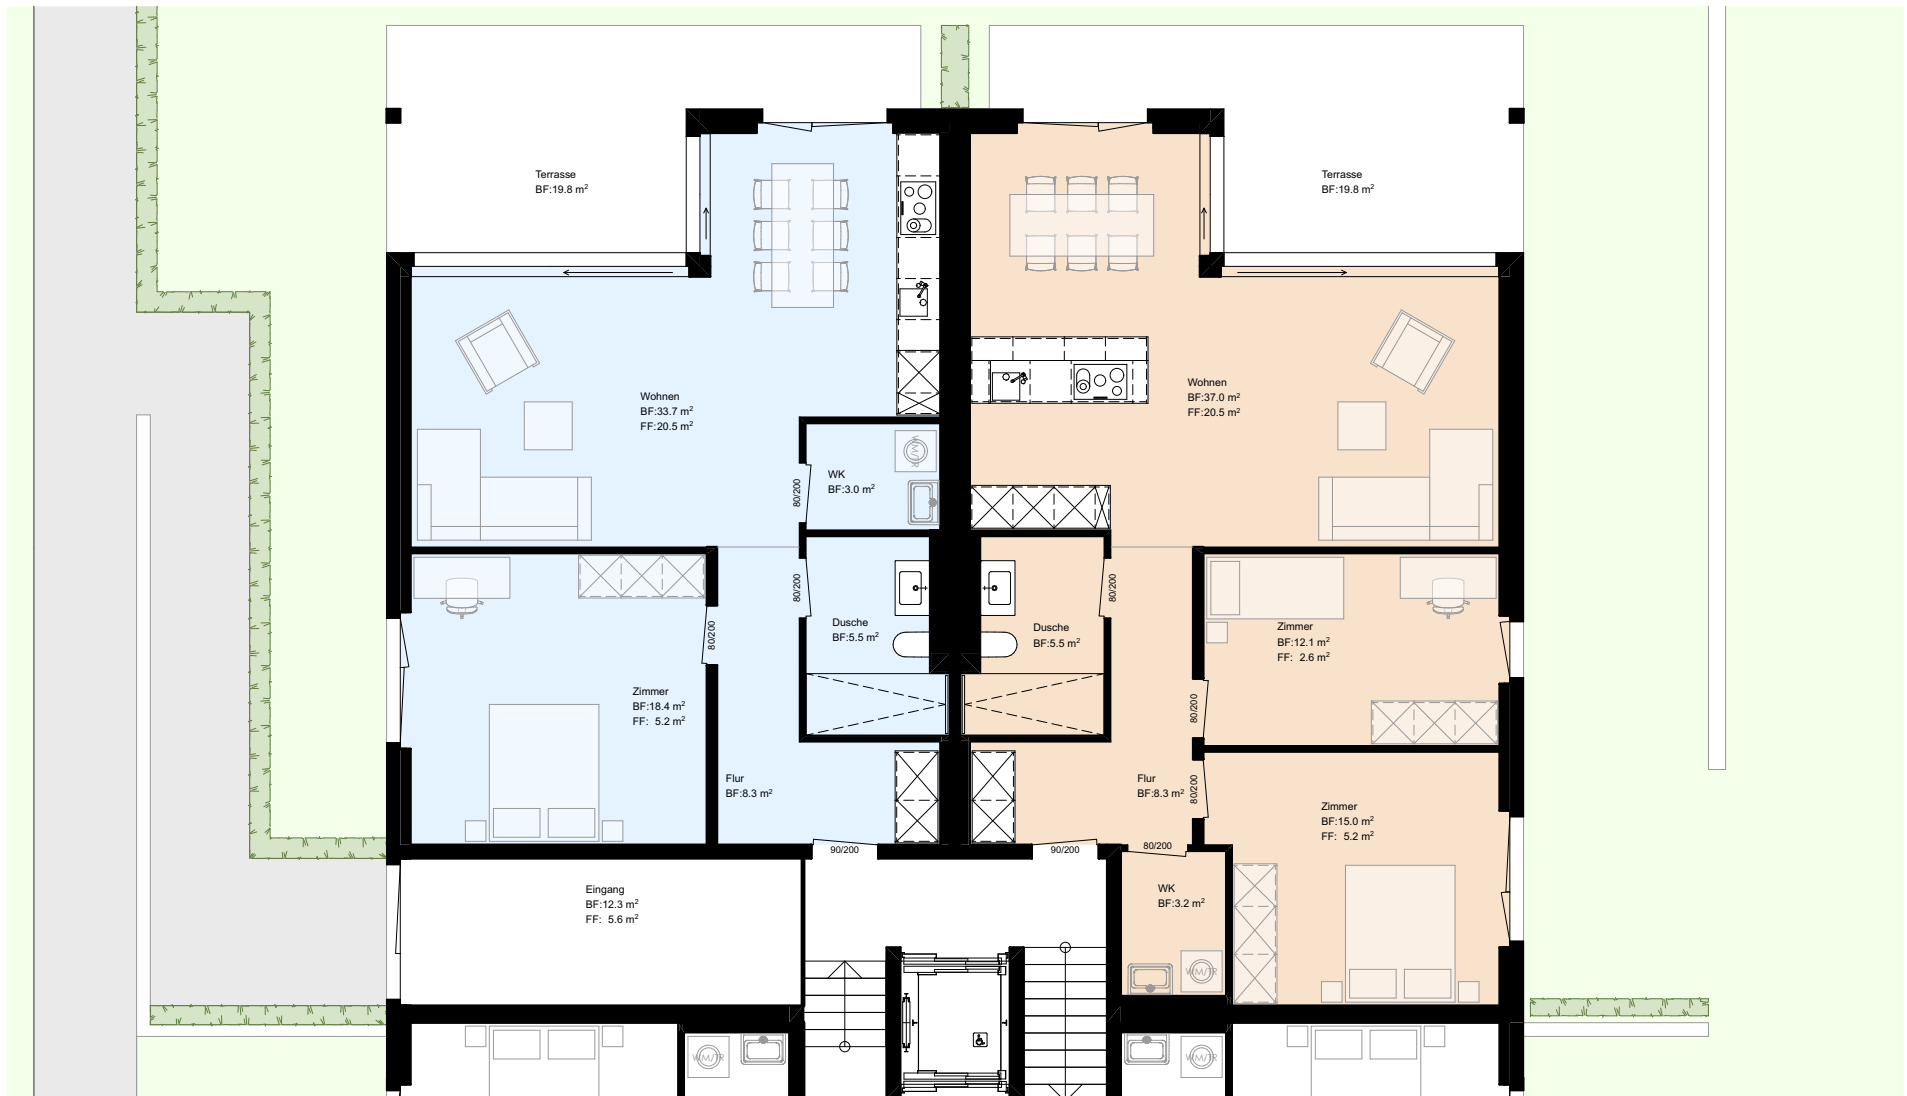 Terrasse
BF:19.8 m²
Terrasse
BF:19.8 m²
Wohnen
BF:33.7 m²
FF:20.5 m²
Wohnen
BF:37.0 m²
FF:20.5 m²
WM/TR
WK
BF:3.0 m²
80/200
80/200
80/200
Dusche
BF:5.5 m²
Dusche
BF:5.5 m²
80/200
Zimmer
BF:12.1 m²
FF: 2.6 m²
Zimmer
BF:18.4 m²
FF: 5.2 m²
80/200
Flur
BF:8.3 m²
Flur
BF:8.3 m²
80/200
Zimmer
BF:15.0 m²
FF: 5.2 m²
90/200
90/200
80/200
Eingang
BF:12.3 m²
FF: 5.6 m²
WK
BF:3.2 m²
WM/TR
WM/TR
WM/TR